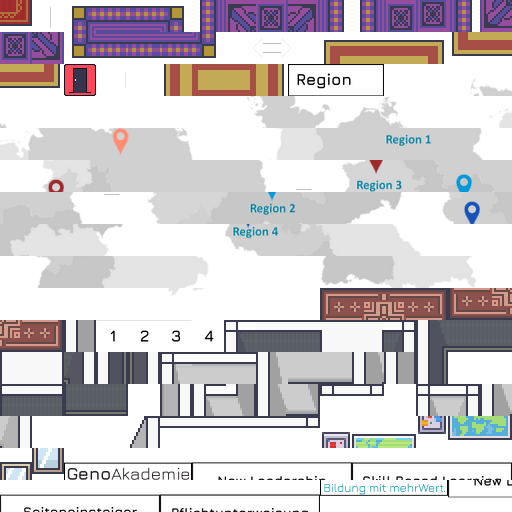 Region
Region 1
Region 3
Region 2
Region 4
1 2 3 4
GenoAkademie
New Leadership
Skill Based Learning
New L
Bildung mit mehrWert.
Seiteneinsteiger
Pflichtunterweisung